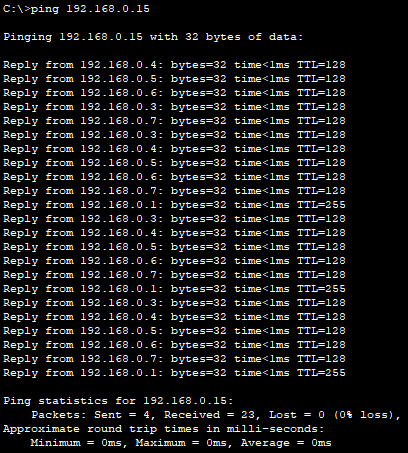 C:\>ping 192.168.0.15
Pinging 192.168.0.15 with 32 bytes of data:
Reply from 192.168.0.4: bytes=32 time<1ms TTL=128
Reply from 192.168.0.5: bytes=32 time<1ms TTL=128
Reply from 192.168.0.6: bytes=32 time<1ms TTL=128
Reply from 192.168.0.3: bytes=32 time<1ms TTL=128
Reply from 192.168.0.7: bytes=32 time<1ms TTL=128
Reply from 192.168.0.3: bytes=32 time<1ms TTL=128
Reply from 192.168.0.4: bytes=32 time<1ms TTL=128
Reply from 192.168.0.5: bytes=32 time<1ms TTL=128
Reply from 192.168.0.6: bytes=32 time<1ms TTL=128
Reply from 192.168.0.7: bytes=32 time<1ms TTL=128
Reply from 192.168.0.1: bytes=32 time<1ms TTL=255
Reply from 192.168.0.3: bytes=32 time<1ms TTL=128
Reply from 192.168.0.4: bytes=32 time<1ms TTL=128
Reply from 192.168.0.5: bytes=32 time<1ms TTL=128
Reply from 192.168.0.6: bytes=32 time<1ms TTL=128
Reply from 192.168.0.7: bytes=32 time<1ms TTL=128
Reply from 192.168.0.1: bytes=32 time<1ms TTL=255
Reply from 192.168.0.3: bytes=32 time<1ms TTL=128
Reply from 192.168.0.4: bytes=32 time<1ms TTL=128
Reply from 192.168.0.5: bytes=32 time<1ms TTL=128
Reply from 192.168.0.6: bytes=32 time<1ms TTL=128
Reply from 192.168.0.7: bytes=32 time<1ms TTL=128
Reply from 192.168.0.1: bytes=32 time<1ms TTL=255
Ping statistics for 192.168.0.15:
Packets: Sent = 4, Received = 23, Lost = 0 (0% loss),
Approximate round trip times in milli-seconds:
Minimum = 0ms, Maximum = 0ms, Average = 0ms